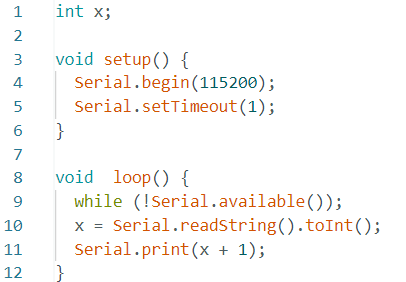 1 int x;
2
3 void setup() {
4   Serial.begin(115200);
5   Serial.setTimeout(1);
6 }
7
8 void  loop() {
9   while (!Serial.available());
10   x = Serial.readString().toInt();
11   Serial.print(x + 1);
12 }